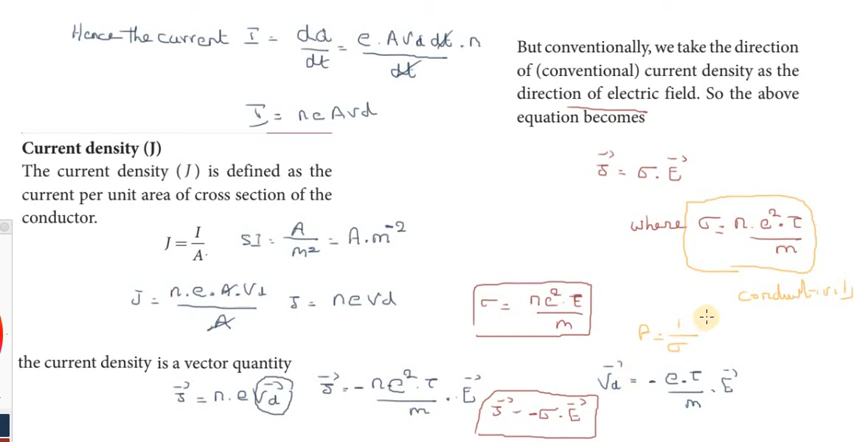 Hence the current I = dQ/dt = e.AVd dt.n/dt
I = neAVd
Current density (J)
The current density (J) is defined as the
current per unit area of cross section of the
conductor.
J = I/A. SI = A/m² = A.m⁻²
J = n.e.A.Vd/A J = neVd
the current density is a vector quantity
J⃗ = n.e V⃗d J⃗ = - ne².τ/m . E⃗
J⃗ = -σ.E⃗
But conventionally, we take the direction
of (conventional) current density as the
direction of electric field. So the above
equation becomes
J⃗ = σ.E⃗
where σ = n.e².τ/m
conductivity
σ = ne².τ/m
ρ = 1/σ
V⃗d = - e.τ/m . E⃗